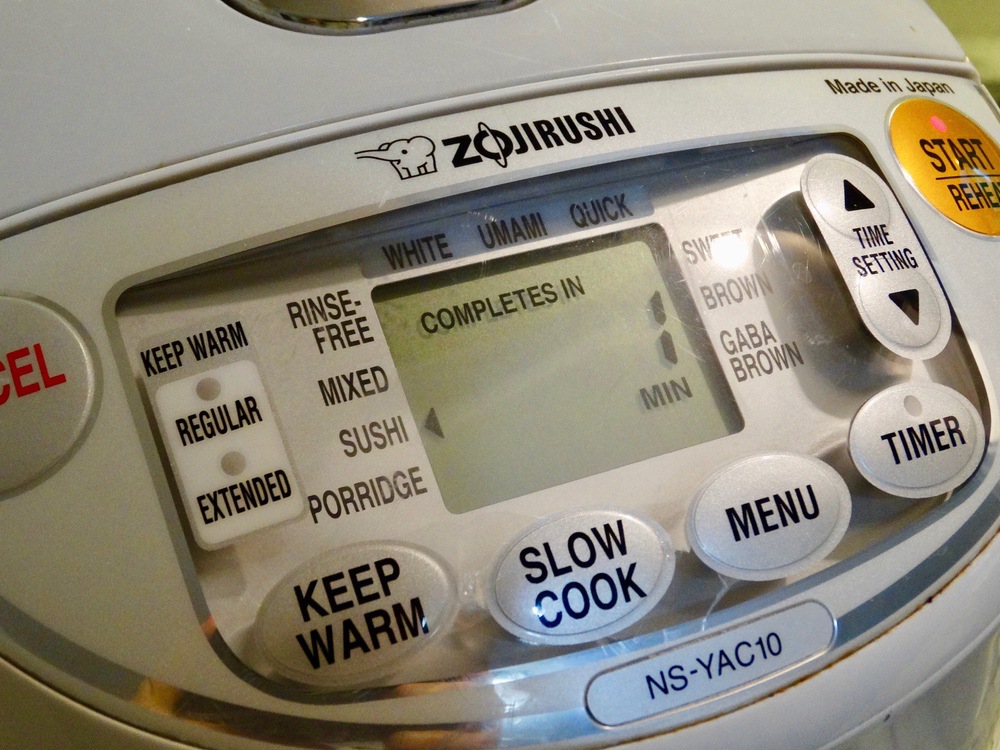 Made in Japan
ZOJIRUSHI
START
REHEA
WHITE UMAMI QUICK
SWEET
BROWN
GABA
BROWN
RINSE-
FREE
MIXED
SUSHI
PORRIDGE
COMPLETES IN
1
MIN
TIME
SETTING
KEEP WARM
REGULAR
EXTENDED
CEL
KEEP
WARM
SLOW
COOK
MENU
TIMER
NS-YAC10